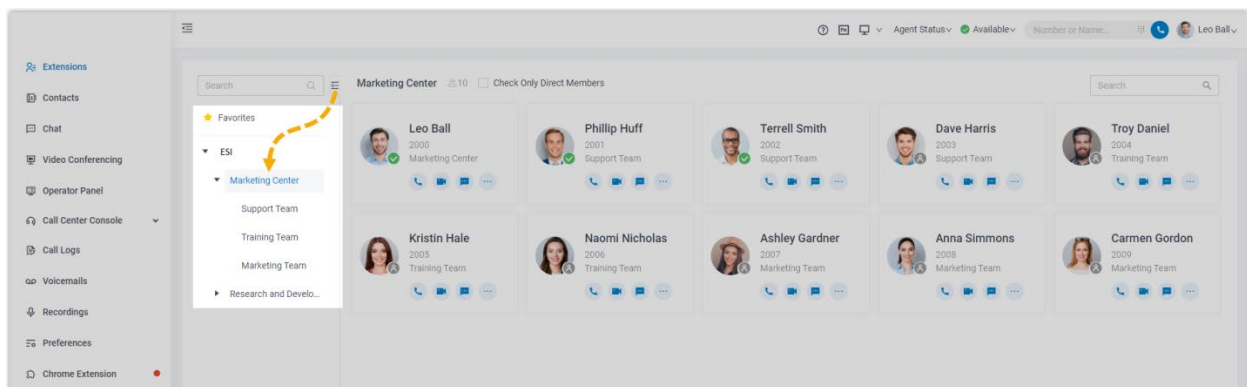 Agent Status
Available
Number or Name...
Leo Ball
Extensions
Contacts
Chat
Video Conferencing
Operator Panel
Call Center Console
Call Logs
Voicemails
Recordings
Preferences
Chrome Extension
Search
Favorites
ESI
Marketing Center
Support Team
Training Team
Marketing Team
Research and Develo...
Marketing Center 10 Check Only Direct Members
Search
Leo Ball
2000
Marketing Center
Phillip Huff
2001
Support Team
Terrell Smith
2002
Support Team
Dave Harris
2003
Support Team
Troy Daniel
2004
Training Team
Kristin Hale
2005
Training Team
Naomi Nicholas
2006
Training Team
Ashley Gardner
2007
Marketing Team
Anna Simmons
2008
Marketing Team
Carmen Gordon
2009
Marketing Team